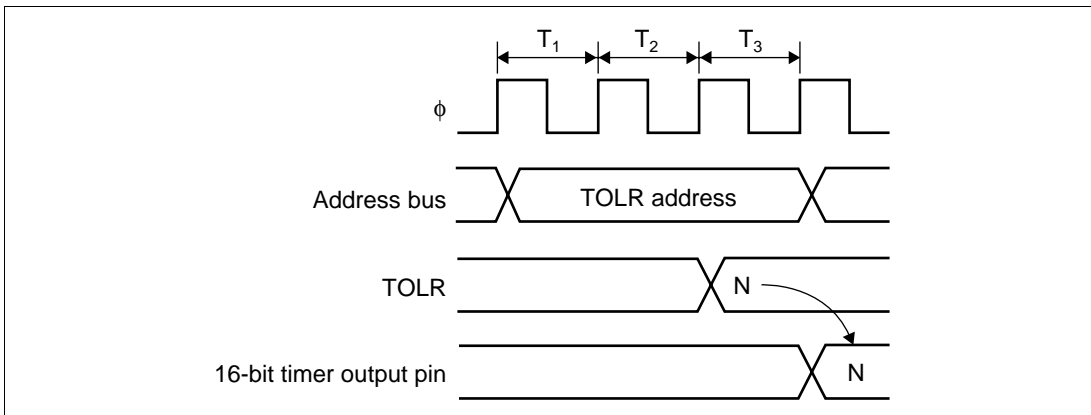 T₁ T₂ T₃
ϕ
Address bus TOLR address
TOLR N
16-bit timer output pin N